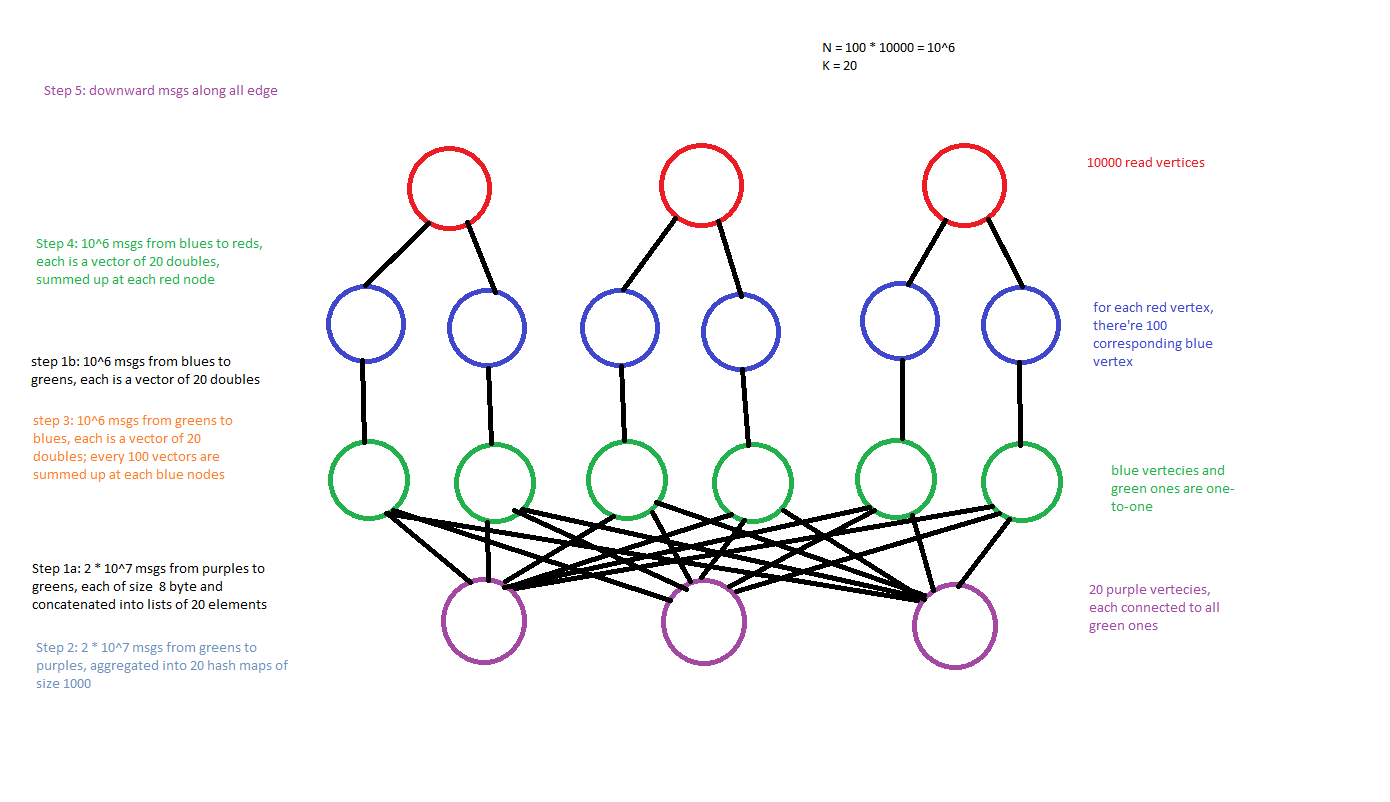 N = 100 * 10000 = 10^6
K = 20
Step 5: downward msgs along all edge
10000 read vertices
Step 4: 10^6 msgs from blues to reds,
each is a vector of 20 doubles,
summed up at each red node
for each red vertex,
there're 100
corresponding blue
vertex
step 1b: 10^6 msgs from blues to
greens, each is a vector of 20 doubles
step 3: 10^6 msgs from greens to
blues, each is a vector of 20
doubles; every 100 vectors are
summed up at each blue nodes
blue vertecies and
green ones are one-
to-one
Step 1a: 2 * 10^7 msgs from purples to
greens, each of size  8 byte and
concatenated into lists of 20 elements
20 purple vertecies,
each connected to all
green ones
Step 2: 2 * 10^7 msgs from greens to
purples, aggregated into 20 hash maps of
size 1000